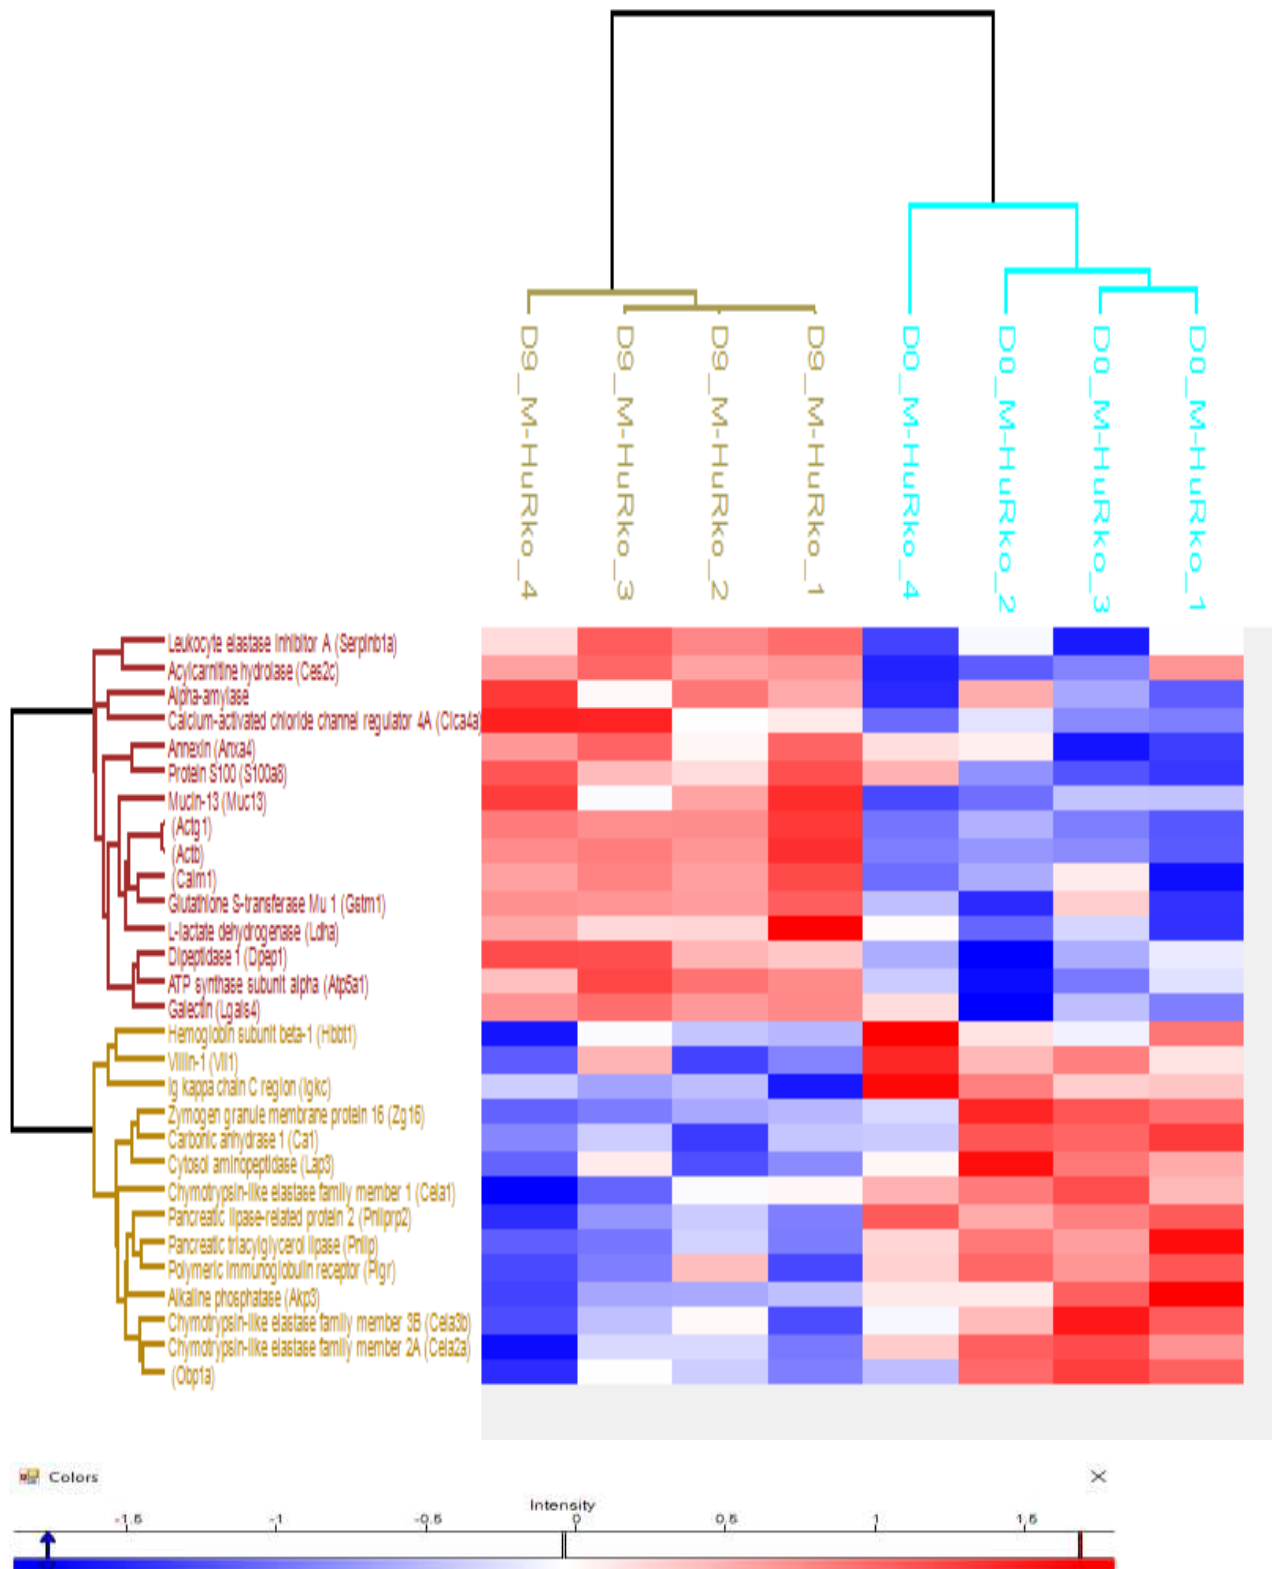 D9_M-HuRko_4
D9_M-HuRko_3
D9_M-HuRko_2
D9_M-HuRko_1
D0_M-HuRko_4
D0_M-HuRko_2
D0_M-HuRko_3
D0_M-HuRko_1
Leukocyte elastase inhibitor A (Serpinb1a)
Acylcarnitine hydrolase (Ces2c)
Alpha-amylase
Calcium-activated chloride channel regulator 4A (Clca4a)
Annexin (Anxa4)
Protein S100 (S100a8)
Mucin-13 (Muc13)
(Actg1)
(Actb)
(Calm1)
Glutathione S-transferase Mu 1 (Gstm1)
L-lactate dehydrogenase (Ldha)
Dipeptidase 1 (Dpep1)
ATP synthase subunit alpha (Atp5a1)
Galectin (Lgals4)
Hemoglobin subunit beta-1 (Hbbt1)
Villin-1 (Vil1)
Ig kappa chain C region (Igkc)
Zymogen granule membrane protein 16 (Zg16)
Carbonic anhydrase 1 (Ca1)
Cytosol aminopeptidase (Lap3)
Chymotrypsin-like elastase family member 1 (Cela1)
Pancreatic lipase-related protein 2 (Pnliprp2)
Pancreatic triacylglycerol lipase (Pnlip)
Polymeric immunoglobulin receptor (Pigr)
Alkaline phosphatase (Akp3)
Chymotrypsin-like elastase family member 3B (Cela3b)
Chymotrypsin-like elastase family member 2A (Cela2a)
(Obp1a)
Colors
Intensity
-1.5 -1 -0.5 0 0.5 1 1.5